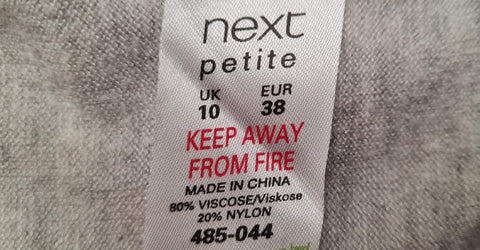 next
petite
UK EUR
10 38
KEEP AWAY
FROM FIRE
MADE IN CHINA
80% VISCOSE/Viskose
20% NYLON
485-044